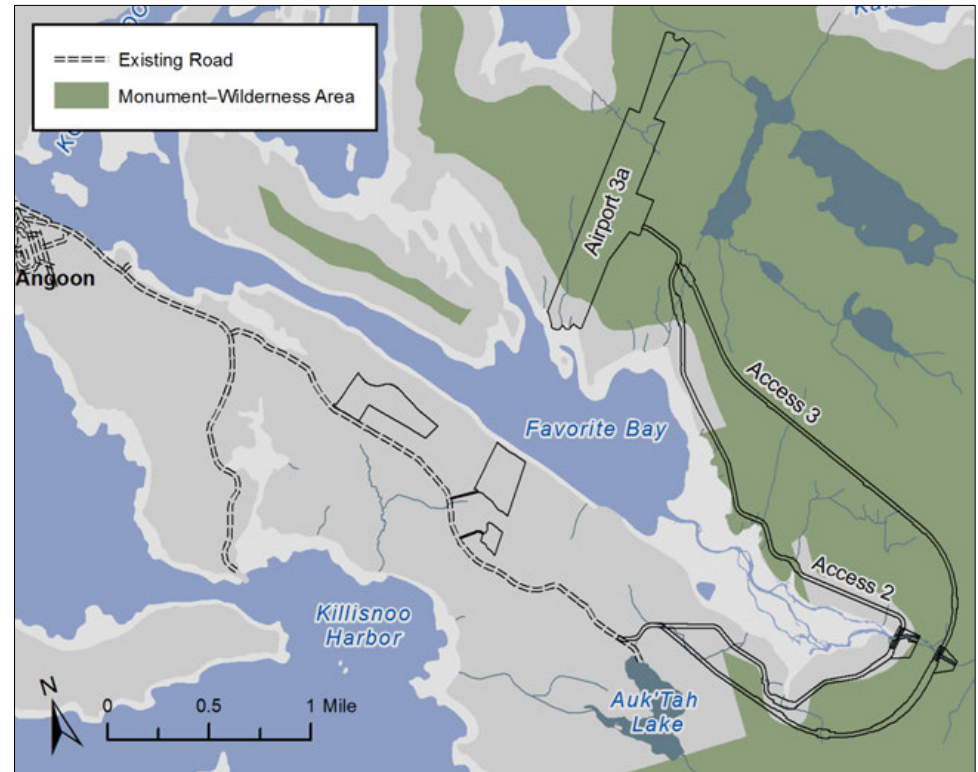 Existing Road
Monument–Wilderness Area
Angoon
Airport 3a
Access 3
Favorite Bay
Access 2
Killisnoo
Harbor
Auk'Tah
Lake
N
0 0.5 1 Mile